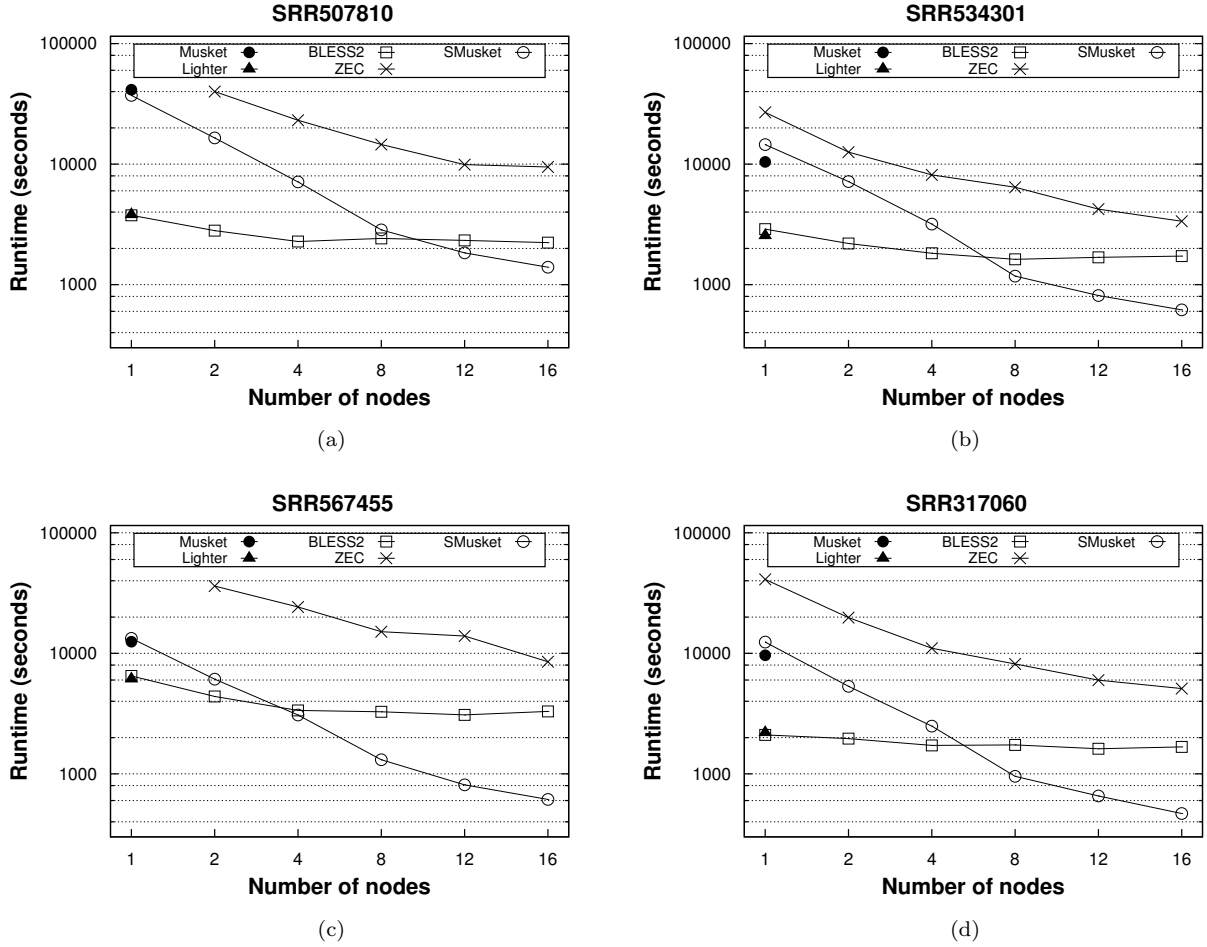 SRR507810
100000
10000
1000
Runtime (seconds)
Musket BLESS2 SMusket
Lighter ZEC
1 2 4 8 12 16
Number of nodes
(a)
SRR534301
100000
10000
1000
Runtime (seconds)
Musket BLESS2 SMusket
Lighter ZEC
1 2 4 8 12 16
Number of nodes
(b)
SRR567455
100000
10000
1000
Runtime (seconds)
Musket BLESS2 SMusket
Lighter ZEC
1 2 4 8 12 16
Number of nodes
(c)
SRR317060
100000
10000
1000
Runtime (seconds)
Musket BLESS2 SMusket
Lighter ZEC
1 2 4 8 12 16
Number of nodes
(d)